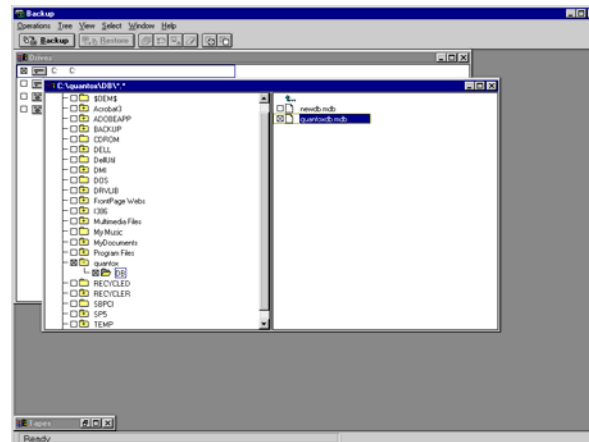 Backup
Operations Tree View Select Window Help
Backup Restore
Drives
C C
C:\quantox\DB\*.*
$OEM$
Acrobat3
ADOBEAPP
BACKUP
CDROM
DELL
DellUtil
DMI
DOS
DRVLIB
FrontPage Webs
I386
Multimedia Files
My Music
MyDocuments
Program Files
quantox
DB
RECYCLED
RECYCLER
SBPCI
SP5
TEMP
newdb.mdb
quantoxdb.mdb
Tapes
Ready